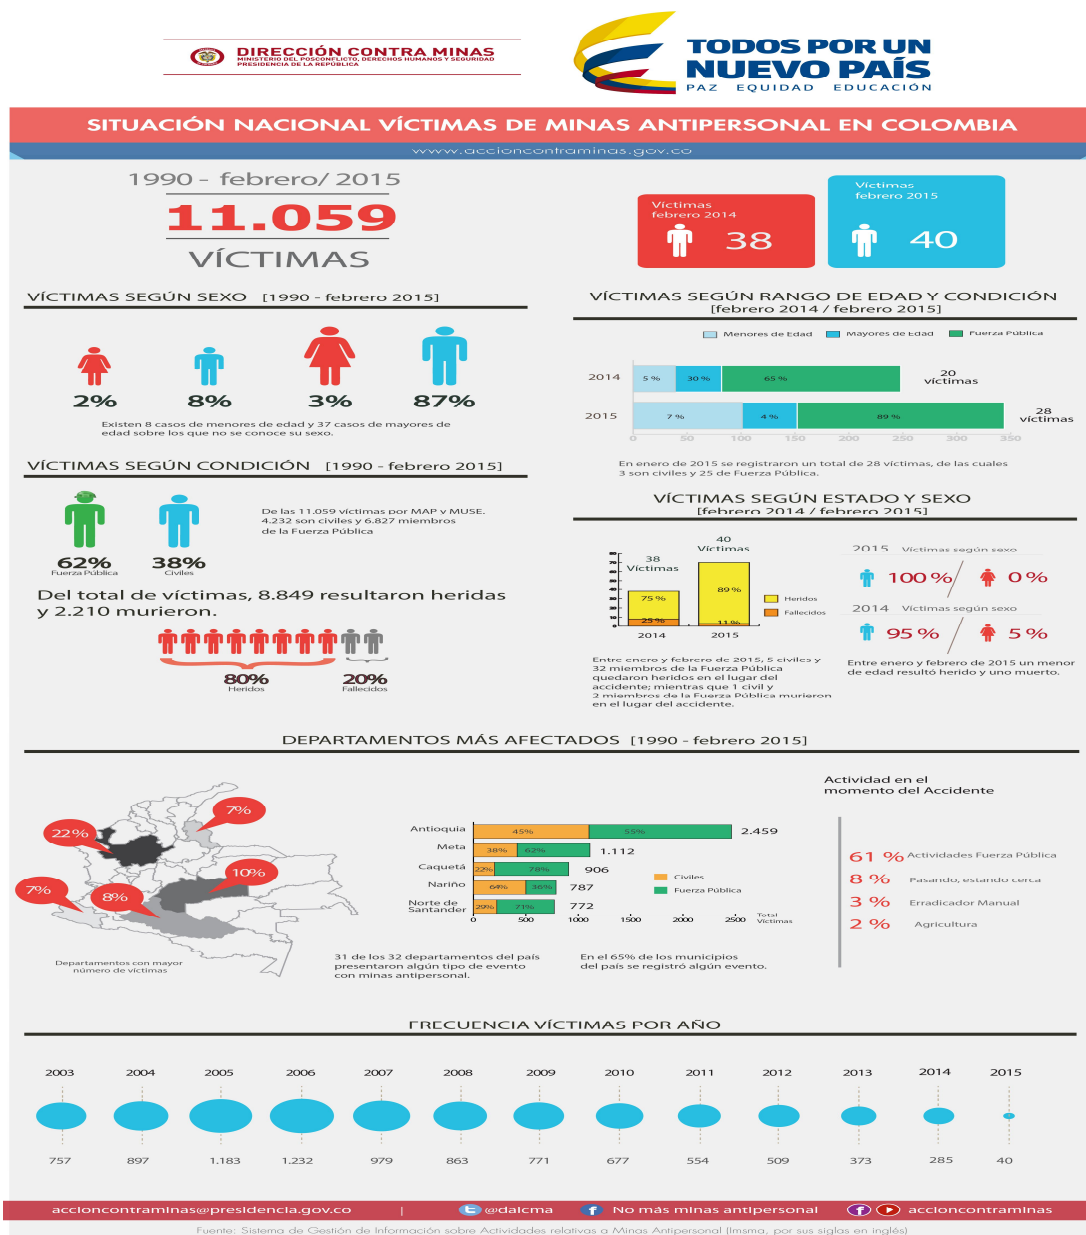 DIRECCIÓN CONTRA MINAS
MINISTERIO DEL POSCONFLICTO, DERECHOS HUMANOS Y SEGURIDAD
PRESIDENCIA DE LA REPÚBLICA
TODOS POR UN
NUEVO PAÍS
PAZ EQUIDAD EDUCACIÓN
SITUACIÓN NACIONAL VÍCTIMAS DE MINAS ANTIPERSONAL EN COLOMBIA
www.accioncontraminas.gov.co
1990 - febrero/ 2015
11.059
VÍCTIMAS
Víctimas
febrero 2014
38
Víctimas
febrero 2015
40
VÍCTIMAS SEGÚN SEXO [1990 - febrero 2015]
2% 8% 3% 87%
Existen 8 casos de menores de edad y 37 casos de mayores de
edad sobre los que no se conoce su sexo.
VÍCTIMAS SEGÚN CONDICIÓN [1990 - febrero 2015]
De las 11.059 víctimas por MAP y MUSE.
4.232 son civiles y 6.827 miembros
de la Fuerza Pública
62% 38%
Fuerza Pública Civiles
Del total de víctimas, 8.849 resultaron heridas
y 2.210 murieron.
80% 20%
Heridos Fallecidos
VÍCTIMAS SEGÚN RANGO DE EDAD Y CONDICIÓN
[febrero 2014 / febrero 2015]
Menores de Edad Mayores de Edad Fuerza Pública
2014 5 % 30 % 65 % 20
víctimas
2015 7 % 4 % 89 % 28
víctimas
0 50 100 150 200 250 300 350
En enero de 2015 se registraron un total de 28 víctimas, de las cuales
3 son civiles y 25 de Fuerza Pública.
VÍCTIMAS SEGÚN ESTADO Y SEXO
[febrero 2014 / febrero 2015]
80
70
60
50
40
30
20
10
0
38
Víctimas
40
Víctimas
75 % 89 %
25 % 11 %
2014 2015
Heridos
Fallecidos
2015 Víctimas según sexo
100 % 0 %
2014 Víctimas según sexo
95 % 5 %
Entre enero y febrero de 2015, 5 civiles y
32 miembros de la Fuerza Pública
quedaron heridos en el lugar del
accidente; mientras que 1 civil y
2 miembros de la Fuerza Pública murieron
en el lugar del accidente.
Entre enero y febrero de 2015 un menor
de edad resultó herido y uno muerto.
DEPARTAMENTOS MÁS AFECTADOS [1990 - febrero 2015]
7%
22%
10%
7%
8%
Departamentos con mayor
número de víctimas
Antioquia 45% 55% 2.459
Meta 38% 62% 1.112
Caquetá 22% 78% 906
Nariño 64% 36% 787
Norte de
Santander 29% 71% 772
0 500 1000 1500 2000 2500 Total
Víctimas
Civiles
Fuerza Pública
31 de los 32 departamentos del país
presentaron algún tipo de evento
con minas antipersonal.
En el 65% de los municipios
del país se registró algún evento.
Actividad en el
momento del Accidente
61 % Actividades Fuerza Pública
8 % Pasando, estando cerca
3 % Erradicador Manual
2 % Agricultura
FRECUENCIA VÍCTIMAS POR AÑO
2003 2004 2005 2006 2007 2008 2009 2010 2011 2012 2013 2014 2015
757 897 1.183 1.232 979 863 771 677 554 509 373 285 40
accioncontraminas@presidencia.gov.co | @daicma No más minas antipersonal accioncontraminas
Fuente: Sistema de Gestión de Información sobre Actividades relativas a Minas Antipersonal (Imsma, por sus siglas en inglés)